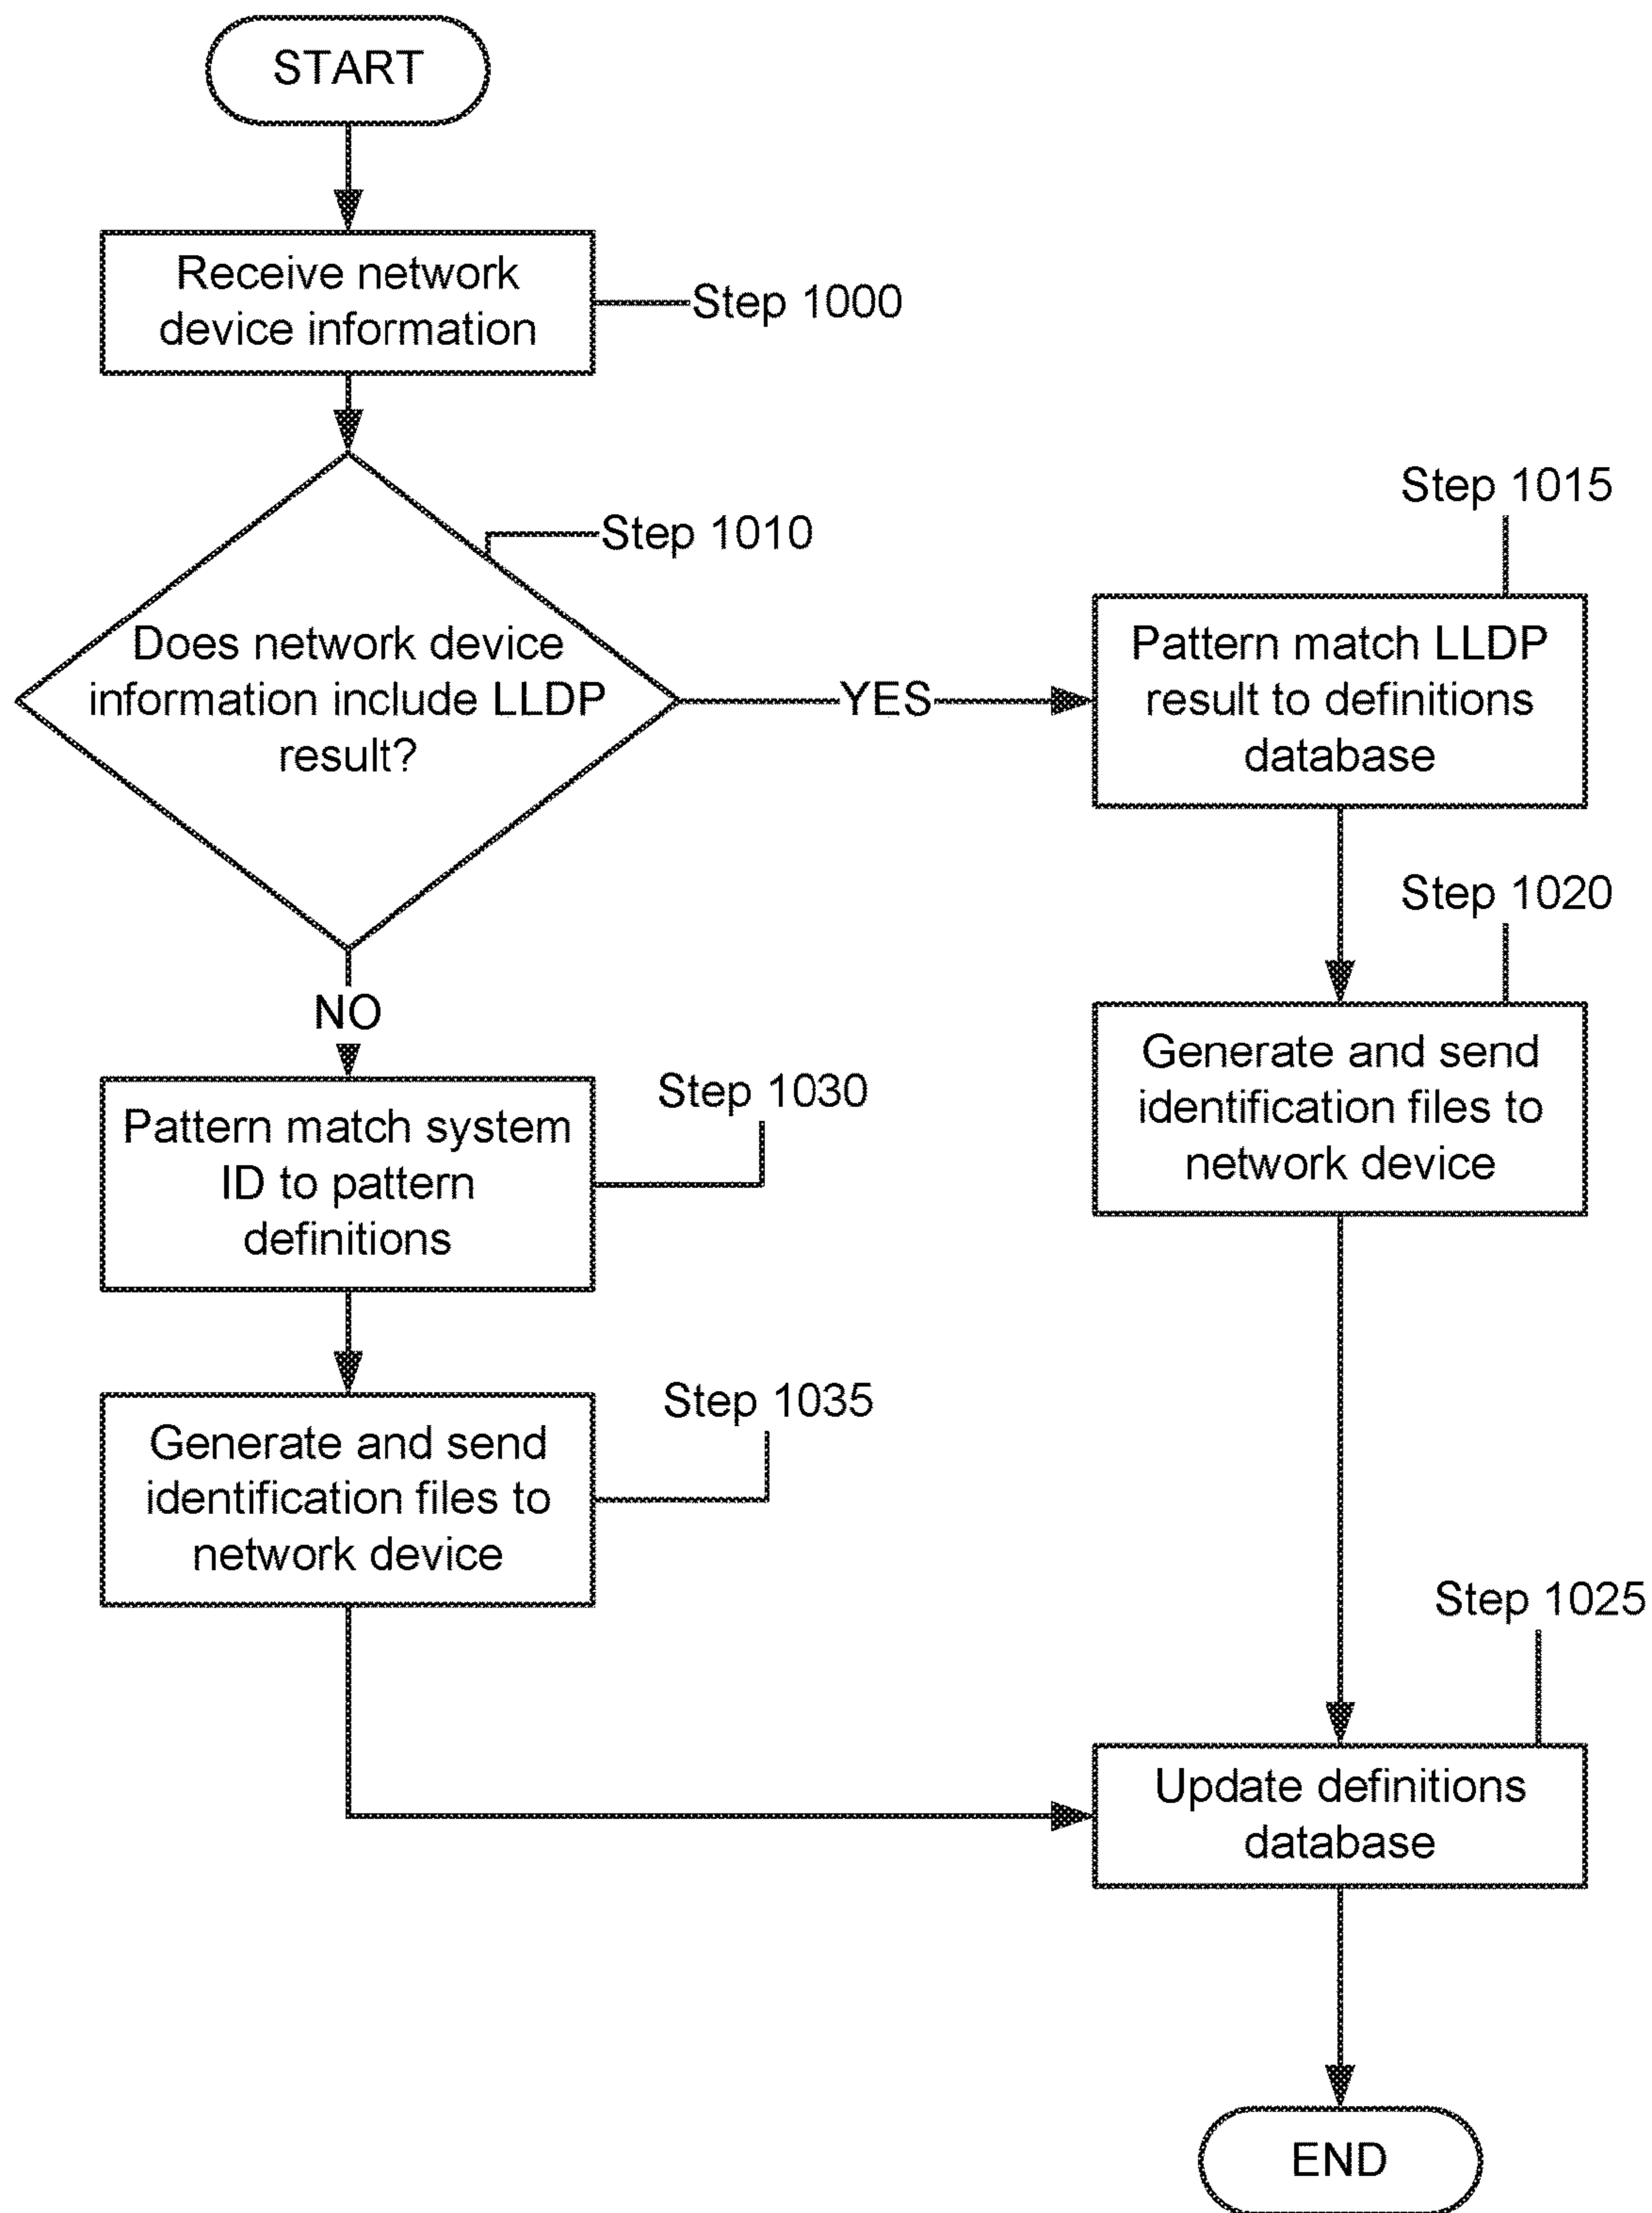 START
Receive network
device information
Step 1000
Step 1010
Does network device
information include LLDP
result?
YES
Step 1015
Pattern match LLDP
result to definitions
database
Step 1020
Generate and send
identification files to
network device
NO
Step 1030
Pattern match system
ID to pattern
definitions
Step 1035
Generate and send
identification files to
network device
Step 1025
Update definitions
database
END